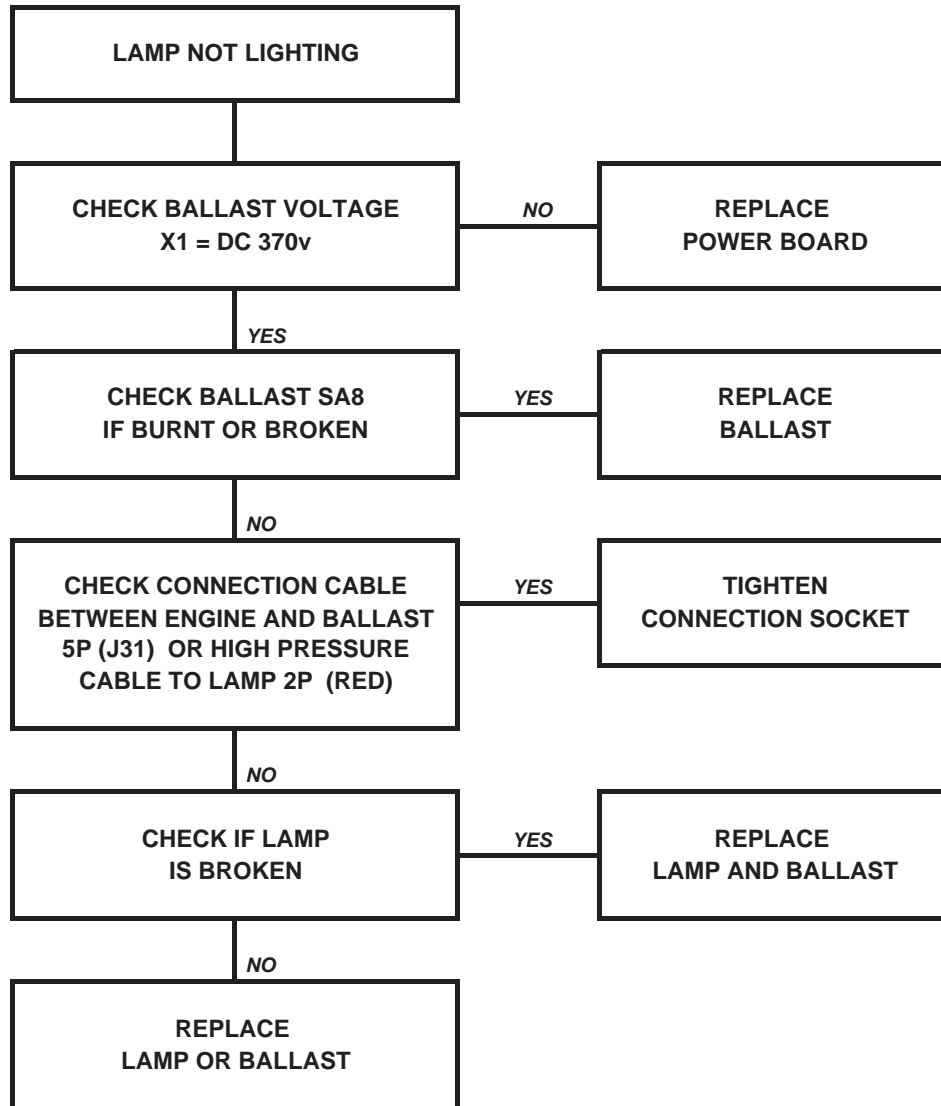 LAMP NOT LIGHTING
CHECK BALLAST VOLTAGE
X1 = DC 370v
NO
REPLACE
POWER BOARD
YES
CHECK BALLAST SA8
IF BURNT OR BROKEN
YES
REPLACE
BALLAST
NO
CHECK CONNECTION CABLE
BETWEEN ENGINE AND BALLAST
5P (J31) OR HIGH PRESSURE
CABLE TO LAMP 2P (RED)
YES
TIGHTEN
CONNECTION SOCKET
NO
CHECK IF LAMP
IS BROKEN
YES
REPLACE
LAMP AND BALLAST
NO
REPLACE
LAMP OR BALLAST